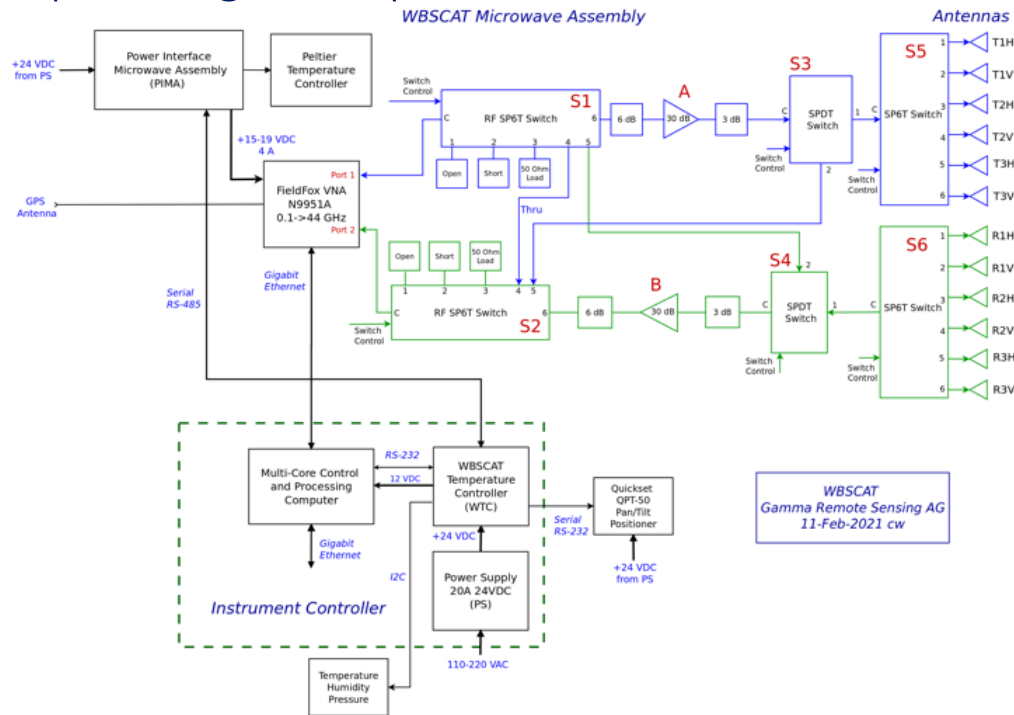 WBSCAT Microwave Assembly
Antennas
+24 VDC
from PS
Power Interface
Microwave Assembly
(PIMA)
Peltier
Temperature
Controller
Switch
Control
S1
C
RF SP6T Switch
6
1
2
3
4
5
Open
Short
50 Ohm
Load
6 dB
A
30 dB
3 dB
S3
C
SPDT
Switch
1
2
Switch
Control
S5
C
SP6T Switch
1
2
3
4
5
6
Switch
Control
T1H
T1V
T2H
T2V
T3H
T3V
+15-19 VDC
4 A
Port 1
FieldFox VNA
N9951A
0.1->44 GHz
Port 2
GPS
Antenna
Thru
Gigabit
Ethernet
Serial
RS-485
Open
Short
50 Ohm
Load
1
2
3
4
5
C
RF SP6T Switch
6
S2
Switch
Control
6 dB
B
30 dB
3 dB
S4
2
C
SPDT
Switch
1
Switch
Control
S6
C
SP6T Switch
1
2
3
4
5
6
Switch
Control
R1H
R1V
R2H
R2V
R3H
R3V
Multi-Core Control
and Processing
Computer
RS-232
12 VDC
WBSCAT
Temperature
Controller
(WTC)
Serial
RS-232
Quickset
QPT-50
Pan/Tilt
Positioner
+24 VDC
from PS
WBSCAT
Gamma Remote Sensing AG
11-Feb-2021 cw
Gigabit
Ethernet
+24 VDC
I2C
Power Supply
20A 24VDC
(PS)
Instrument Controller
110-220 VAC
Temperature
Humidity
Pressure